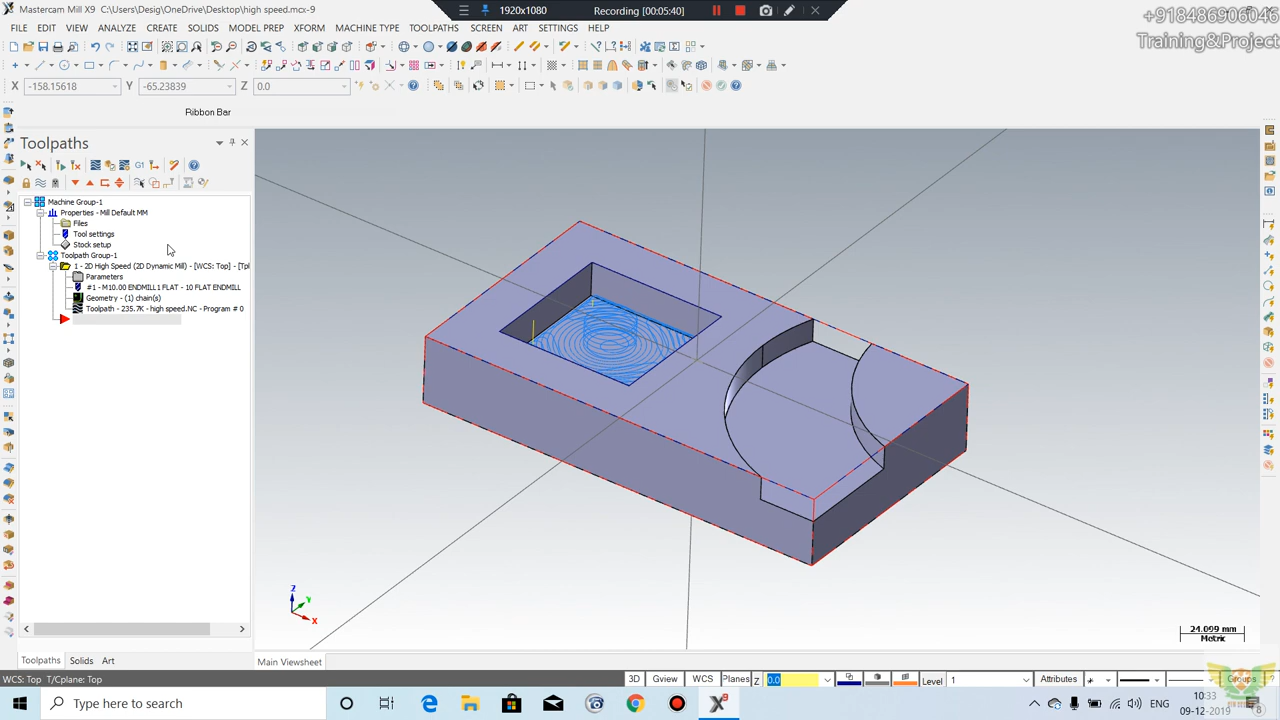 Mastercam Mill X9 C:\Users\Desig\OneDrive\Desktop\high speed.mcx-9
1920x1080
Recording [00:05:40]
+918486906046
Training&Project
FILE EDIT VIEW ANALYZE CREATE SOLIDS MODEL PREP XFORM MACHINE TYPE TOOLPATHS SCREEN ART SETTINGS HELP
X -158.15618 Y -65.23839 Z 0.0
Ribbon Bar
Toolpaths
G1
Machine Group-1
Properties - Mill Default MM
Files
Tool settings
Stock setup
Toolpath Group-1
1 - 2D High Speed (2D Dynamic Mill) - [WCS: Top] - [Tpl
Parameters
#1 - M10.00 ENDMILL1 FLAT - 10 FLAT ENDMILL
Geometry - (1) chain(s)
Toolpath - 235.7K - high speed.NC - Program # 0
Z
Y
X
24.099 mm
Metric
Toolpaths Solids Art
Main Viewsheet
WCS: Top T/Cplane: Top
3D Gview WCS Planes Z 0.0 Level 1 Attributes Groups ?
Type here to search
X9
ENG
10:33
09-12-2019
8